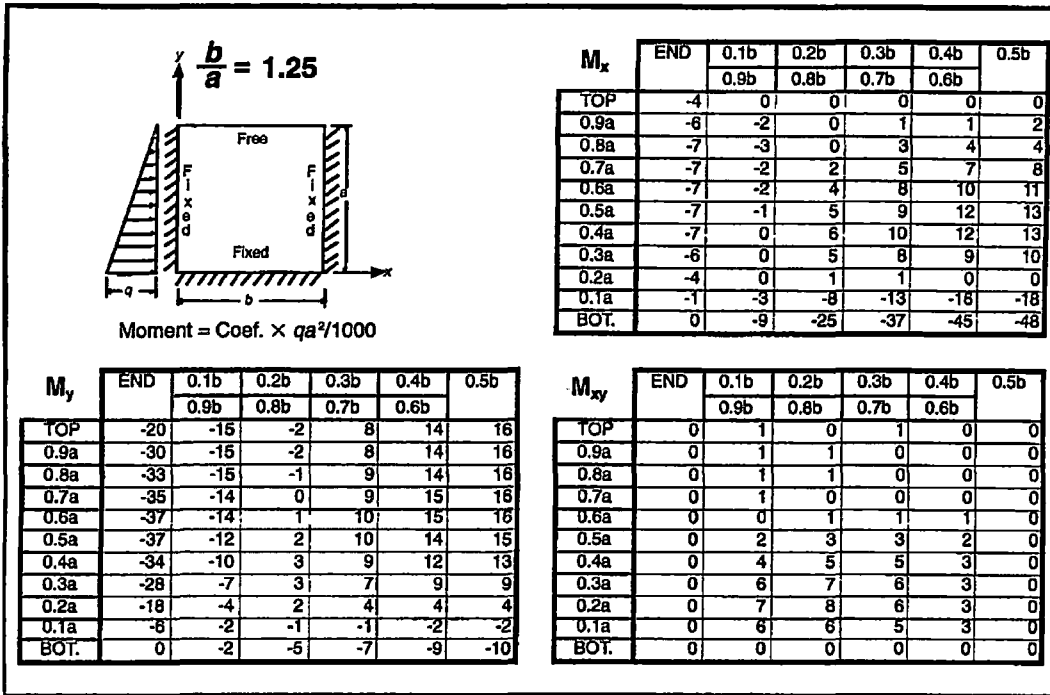 y
b/a = 1.25
Free
Fixed
Fixed
a
Fixed
x
q
b
Moment = Coef. × qa²/1000
Mx END 0.1b 0.2b 0.3b 0.4b 0.5b
0.9b 0.8b 0.7b 0.6b
TOP -4 0 0 0 0 0
0.9a -6 -2 0 1 1 2
0.8a -7 -3 0 3 4 4
0.7a -7 -2 2 5 7 8
0.6a -7 -2 4 8 10 11
0.5a -7 -1 5 9 12 13
0.4a -7 0 6 10 12 13
0.3a -6 0 5 8 9 10
0.2a -4 0 1 1 0 0
0.1a -1 -3 -8 -13 -16 -18
BOT. 0 -9 -25 -37 -45 -48
My END 0.1b 0.2b 0.3b 0.4b 0.5b
0.9b 0.8b 0.7b 0.6b
TOP -20 -15 -2 8 14 16
0.9a -30 -15 -2 8 14 16
0.8a -33 -15 -1 9 14 16
0.7a -35 -14 0 9 15 16
0.6a -37 -14 1 10 15 16
0.5a -37 -12 2 10 14 15
0.4a -34 -10 3 9 12 13
0.3a -28 -7 3 7 9 9
0.2a -18 -4 2 4 4 4
0.1a -6 -2 -1 -1 -2 -2
BOT. 0 -2 -5 -7 -9 -10
Mxy END 0.1b 0.2b 0.3b 0.4b 0.5b
0.9b 0.8b 0.7b 0.6b
TOP 0 1 0 1 0 0
0.9a 0 1 1 0 0 0
0.8a 0 1 1 0 0 0
0.7a 0 1 0 0 0 0
0.6a 0 0 1 1 1 0
0.5a 0 2 3 3 2 0
0.4a 0 4 5 5 3 0
0.3a 0 6 7 6 3 0
0.2a 0 7 8 6 3 0
0.1a 0 6 6 5 3 0
BOT. 0 0 0 0 0 0